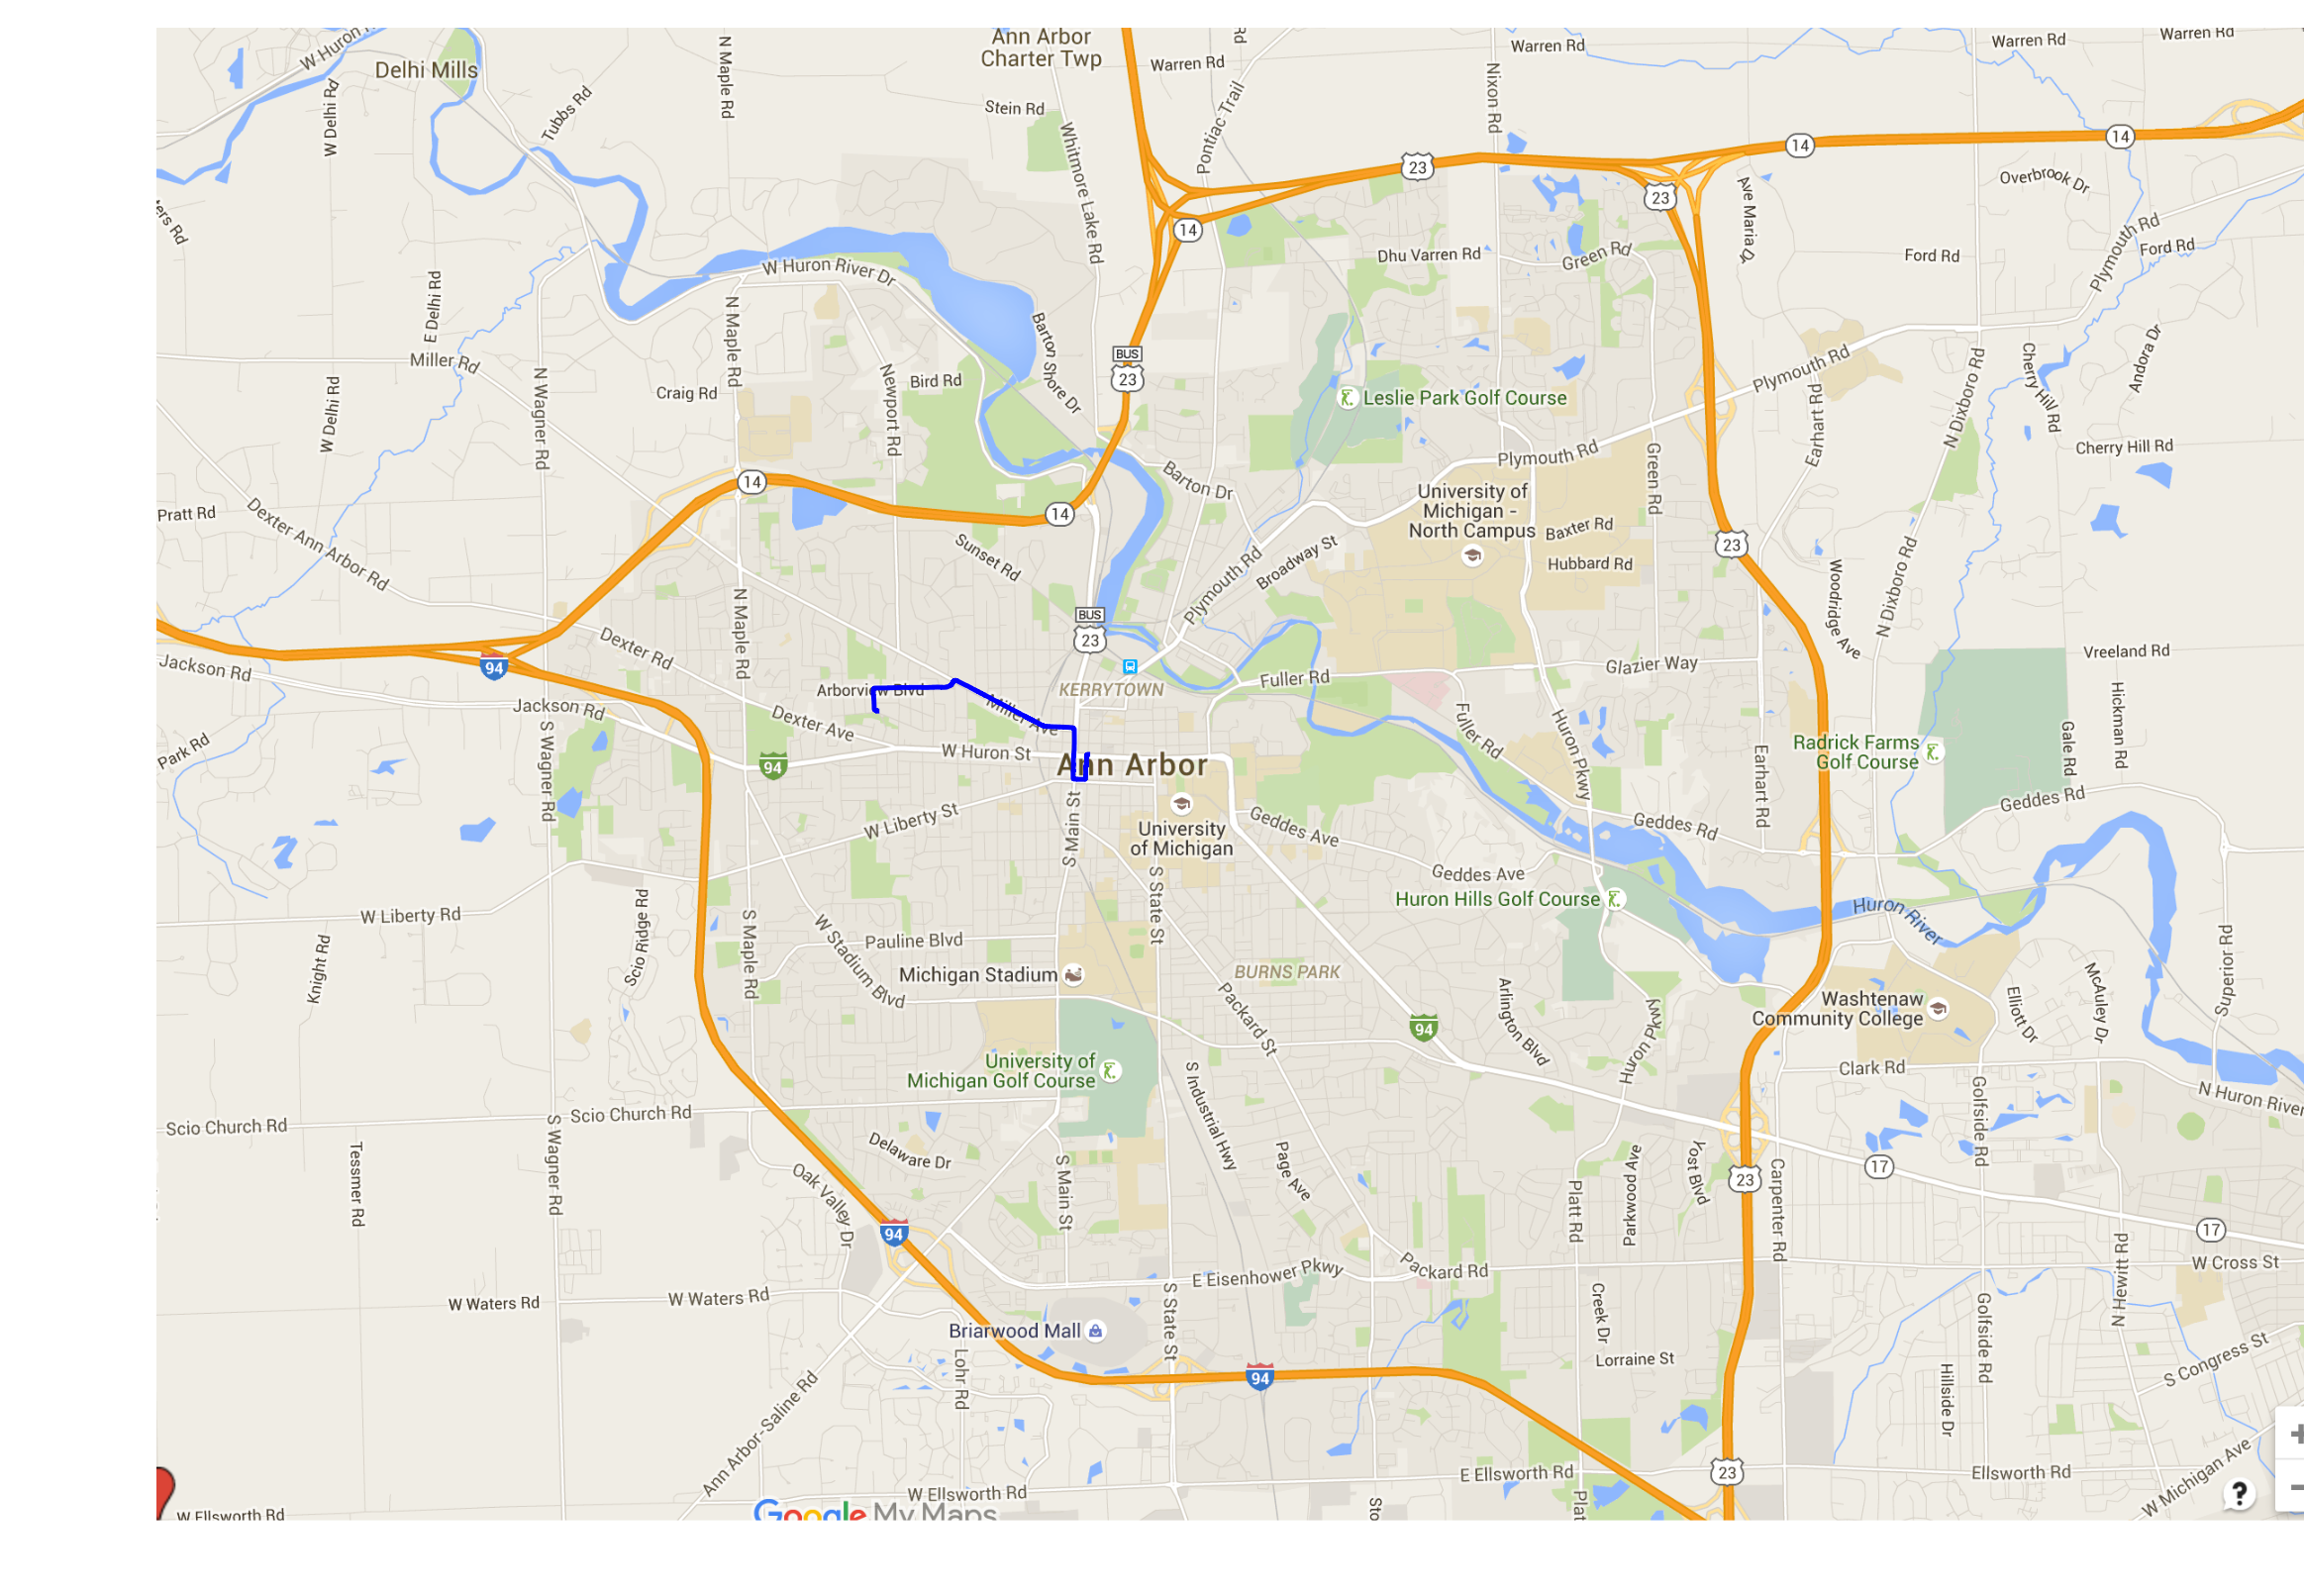 W Huron R
Delhi Mills
W Delhi Rd
Tubbs Rd
N Maple Rd
Ann Arbor
Charter Twp
Stein Rd
Whitmore Lake Rd
Warren Rd
Rd
Pontiac Trail
Nixon Rd
Warren Rd
Warren Rd
Warren Rd
23
14
14
23
14
Ave Maria Dr
Overbrook Dr
Plymouth Rd
Ford Rd
Ford Rd
ters Rd
E Delhi Rd
Miller Rd
W Delhi Rd
N Wagner Rd
W Huron River Dr
N Maple Rd
Craig Rd
Newport Rd
Bird Rd
Barton Shore Dr
BUS
23
Dhu Varren Rd
Green Rd
Leslie Park Golf Course
Plymouth Rd
Plymouth Rd
Earhart Rd
N Dixboro Rd
Cherry Hill Rd
Andora Dr
Cherry Hill Rd
Pratt Rd
Dexter Ann Arbor Rd
14
14
Sunset Rd
Barton Dr
University of
Michigan -
North Campus
Baxter Rd
Hubbard Rd
Green Rd
23
Woodridge Ave
N Dixboro Rd
Plymouth Rd
Broadway St
N Maple Rd
Dexter Rd
BUS
23
94
Jackson Rd
Jackson Rd
Park Rd
S Wagner Rd
Arborview Blvd
Dexter Ave
Miller Ave
KERRYTOWN
Fuller Rd
Glazier Way
Vreeland Rd
Hickman Rd
Gale Rd
Fuller Rd
Huron Pkwy
Earhart Rd
Radrick Farms
Golf Course
Geddes Rd
94
W Huron St
Ann Arbor
W Liberty St
S Main St
University
of Michigan
Geddes Ave
Geddes Rd
Geddes Ave
Huron Hills Golf Course
Huron River
W Liberty Rd
Knight Rd
Scio Ridge Rd
S Maple Rd
W Stadium Blvd
Pauline Blvd
Michigan Stadium
S State St
BURNS PARK
Packard St
94
Arlington Blvd
Huron Pkwy
Pkwy
Washtenaw
Community College
Elliott Dr
McAuley Dr
Superior Rd
Clark Rd
N Huron River
University of
Michigan Golf Course
S Industrial Hwy
Page Ave
Scio Church Rd
Scio Church Rd
Tessmer Rd
S Wagner Rd
Delaware Dr
Oak Valley Dr
94
S Main St
Platt Rd
Parkwood Ave
Yost Blvd
23
Carpenter Rd
17
Golfside Rd
17
N Hewitt Rd
W Cross St
W Waters Rd
W Waters Rd
E Eisenhower Pkwy
Packard Rd
Creek Dr
Lorraine St
Briarwood Mall
S State St
94
Lohr Rd
Ann Arbor-Saline Rd
Golfside Rd
Hillside Dr
S Congress St
W Michigan Ave
W Ellsworth Rd
W Ellsworth Rd
E Ellsworth Rd
23
Ellsworth Rd
Sto
Plat
Google My Maps
?
+
−